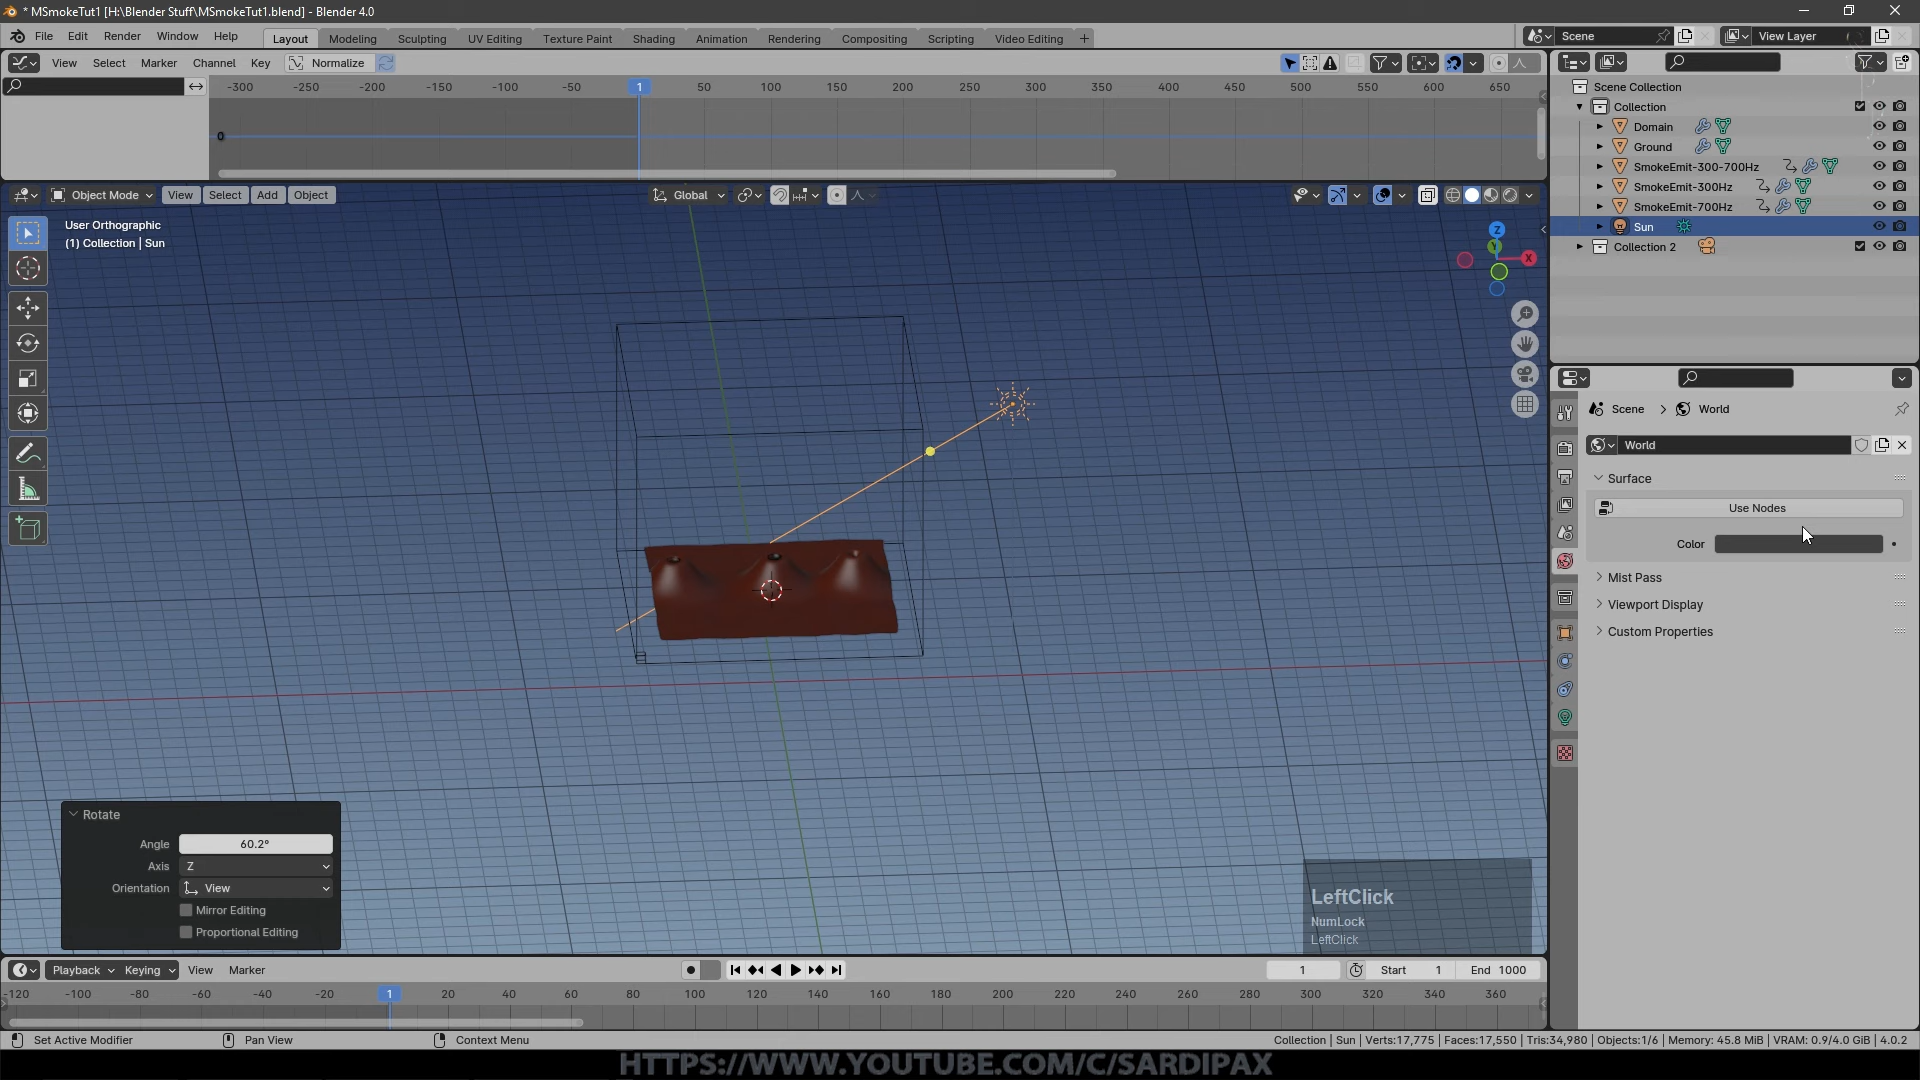 * MSmokeTut1 [H:\Blender Stuff\MSmokeTut1.blend] - Blender 4.0
File Edit Render Window Help Layout Modeling Sculpting UV Editing Texture Paint Shading Animation Rendering Compositing Scripting Video Editing + Scene View Layer
View Select Marker Channel Key Normalize
-300 -250 -200 -150 -100 -50 1 50 100 150 200 250 300 350 400 450 500 550 600 650
0
Object Mode View Select Add Object Global
User Orthographic
(1) Collection | Sun
Z
Y
X
Scene Collection
Collection
Domain
Ground
SmokeEmit-300-700Hz
SmokeEmit-300Hz
SmokeEmit-700Hz
Sun
Collection 2
Scene > World
World
Surface
Use Nodes
Color
Mist Pass
Viewport Display
Custom Properties
Rotate
Angle 60.2°
Axis Z
Orientation View
Mirror Editing
Proportional Editing
LeftClick
NumLock
LeftClick
Playback Keying View Marker 1 Start 1 End 1000
-120 -100 -80 -60 -40 -20 1 20 40 60 80 100 120 140 160 180 200 220 240 260 280 300 320 340 360
Set Active Modifier Pan View Context Menu Collection | Sun | Verts:17,775 | Faces:17,550 | Tris:34,980 | Objects:1/6 | Memory: 45.8 MiB | VRAM: 0.9/4.0 GiB | 4.0.2
HTTPS://WWW.YOUTUBE.COM/C/SARDIPAX